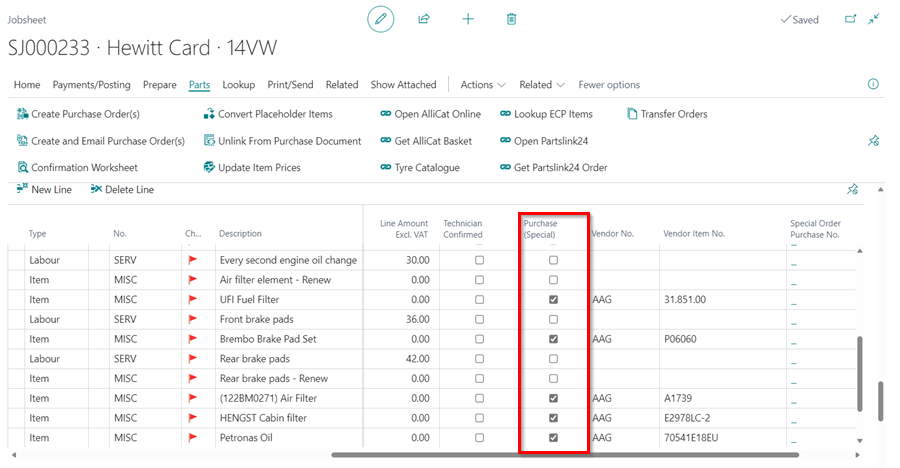 Jobsheet
Saved
SJ000233 · Hewitt Card · 14VW
Home Payments/Posting Prepare Parts Lookup Print/Send Related Show Attached Actions Related Fewer options
Create Purchase Order(s) Convert Placeholder Items Open AlliCat Online Lookup ECP Items Transfer Orders
Create and Email Purchase Order(s) Unlink From Purchase Document Get AlliCat Basket Open Partslink24
Confirmation Worksheet Update Item Prices Tyre Catalogue Get Partslink24 Order
New Line Delete Line
Line Amount Technician Purchase Special Order
Type No. Ch... Description Excl. VAT Confirmed (Special) Vendor No. Vendor Item No. Purchase No.
Labour SERV Every second engine oil change 30.00 _
Item MISC Air filter element - Renew 0.00 _
Item MISC UFI Fuel Filter 0.00 AAG 31.851.00 _
Labour SERV Front brake pads 36.00 _
Item MISC Brembo Brake Pad Set 0.00 AAG P06060 _
Labour SERV Rear brake pads 42.00 _
Item MISC Rear brake pads - Renew 0.00 _
Item MISC (122BM0271) Air Filter 0.00 AAG A1739 _
Item MISC HENGST Cabin filter 0.00 AAG E2978LC-2 _
Item MISC Petronas Oil 0.00 AAG 70541E18EU _